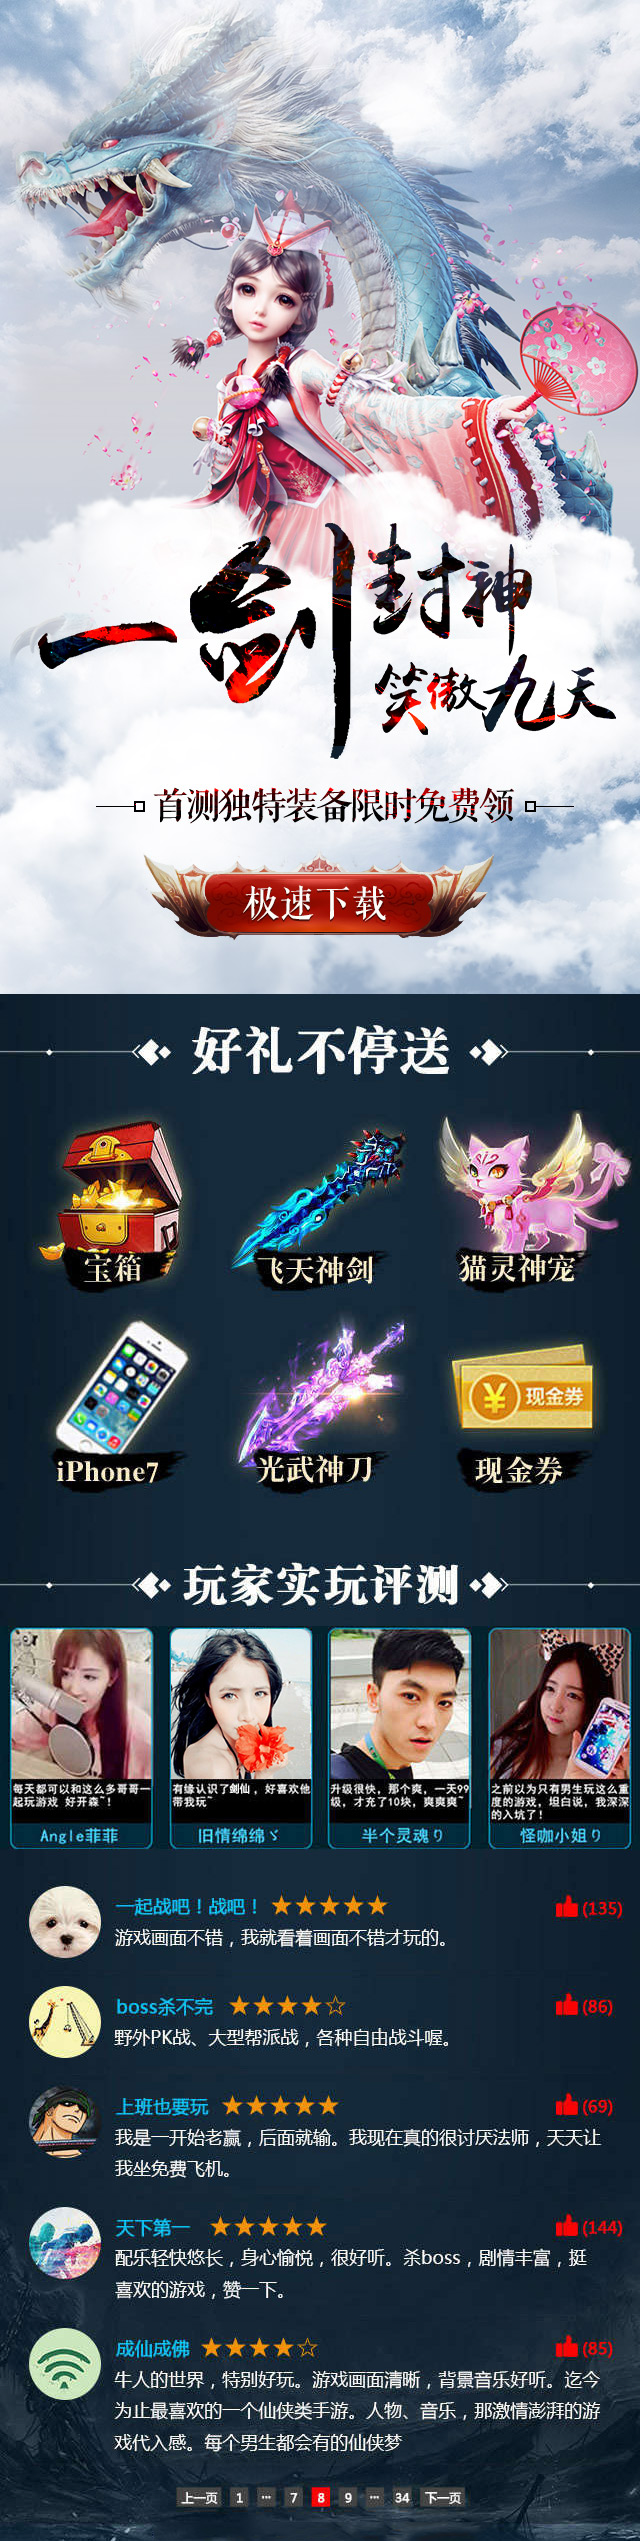 一剑封神
笑傲九天
首测独特装备限时免费领
极速下载
好礼不停送
宝箱
飞天神剑
猫灵神宠
现金券
iPhone7
光武神刀
现金券
玩家实玩评测
每天都可以和这么多哥哥一
起玩游戏 好开森~!
Angle菲菲
有缘认识了剑仙，好喜欢他
带我玩~
旧情绵绵ゞ
升级很快，那个爽，一天99
级，才充了10块，爽爽爽~
半个灵魂り
之前以为只有男生玩这么重
度的游戏，坦白说，我深深
的入坑了!
怪咖小姐り
一起战吧！战吧！ ★★★★★ (135)
游戏画面不错，我就看着画面不错才玩的。
boss杀不完 ★★★★☆ (86)
野外PK战、大型帮派战，各种自由战斗喔。
上班也要玩 ★★★★★ (69)
我是一开始老赢，后面就输。我现在真的很讨厌法师，天天让
我坐免费飞机。
天下第一 ★★★★★ (144)
配乐轻快悠长，身心愉悦，很好听。杀boss，剧情丰富，挺
喜欢的游戏，赞一下。
成仙成佛 ★★★★☆ (85)
牛人的世界，特别好玩。游戏画面清晰，背景音乐好听。迄今
为止最喜欢的一个仙侠类手游。人物、音乐，那激情澎湃的游
戏代入感。每个男生都会有的仙侠梦
上一页 1 ··· 7 8 9 ··· 34 下一页